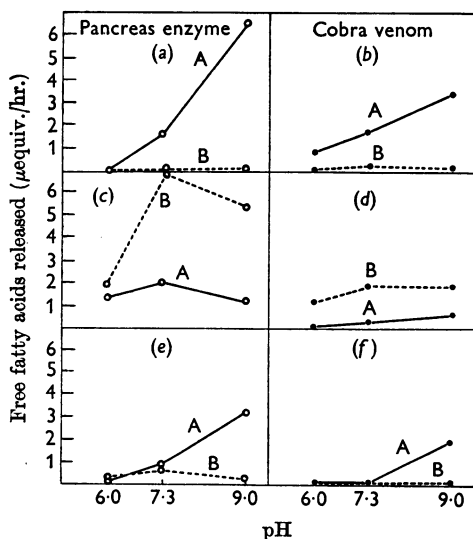 Pancreas enzyme
Cobra venom
Free fatty acids released (μequiv./hr.)
6
5
4
3
2
1
(a)
A
B
(b)
A
B
6
5
4
3
2
1
(c)
B
A
(d)
B
A
6
5
4
3
2
1
(e)
A
B
(f)
A
B
6·0 7·3 9·0 6·0 7·3 9·0
pH